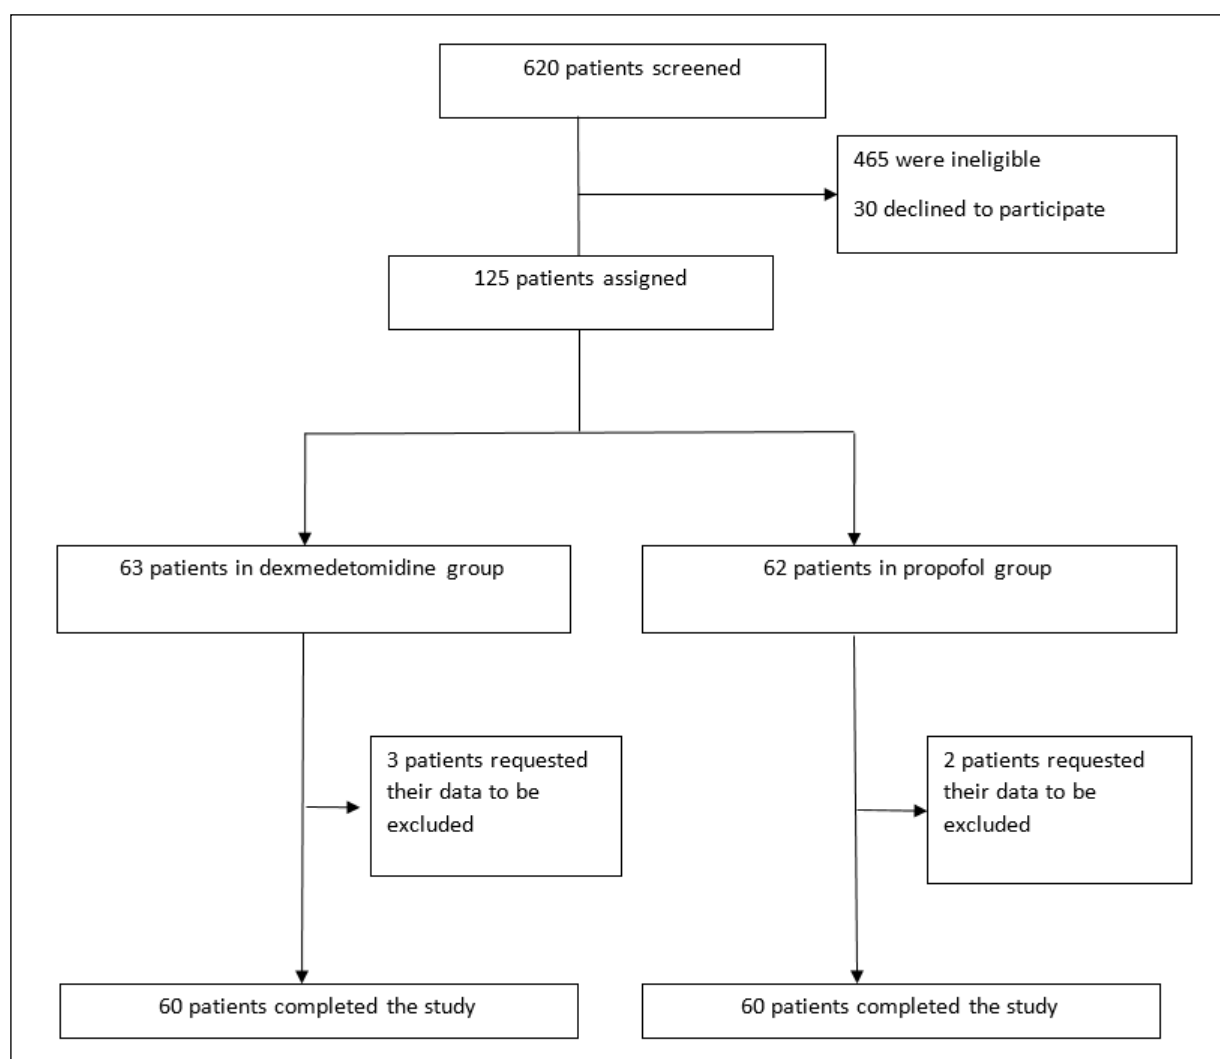 620 patients screened
465 were ineligible
30 declined to participate
125 patients assigned
63 patients in dexmedetomidine group
62 patients in propofol group
3 patients requested
their data to be
excluded
2 patients requested
their data to be
excluded
60 patients completed the study
60 patients completed the study